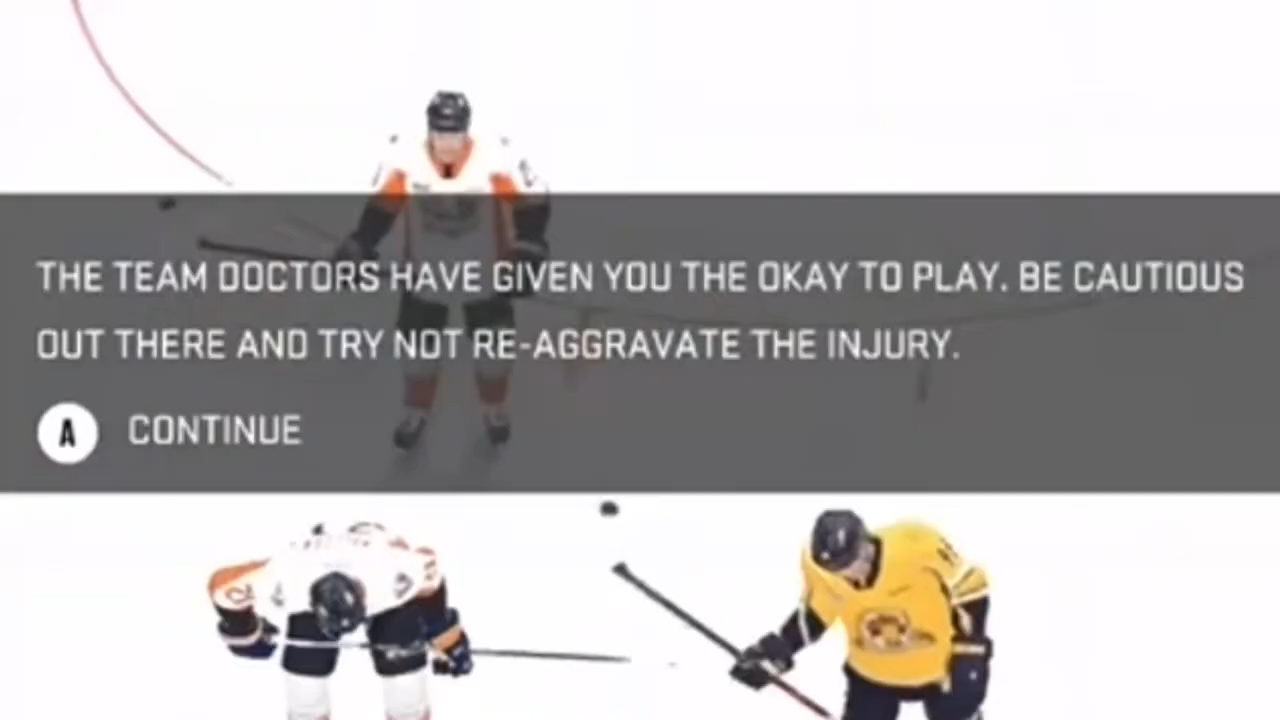 THE TEAM DOCTORS HAVE GIVEN YOU THE OKAY TO PLAY. BE CAUTIOUS
OUT THERE AND TRY NOT RE-AGGRAVATE THE INJURY.
A CONTINUE